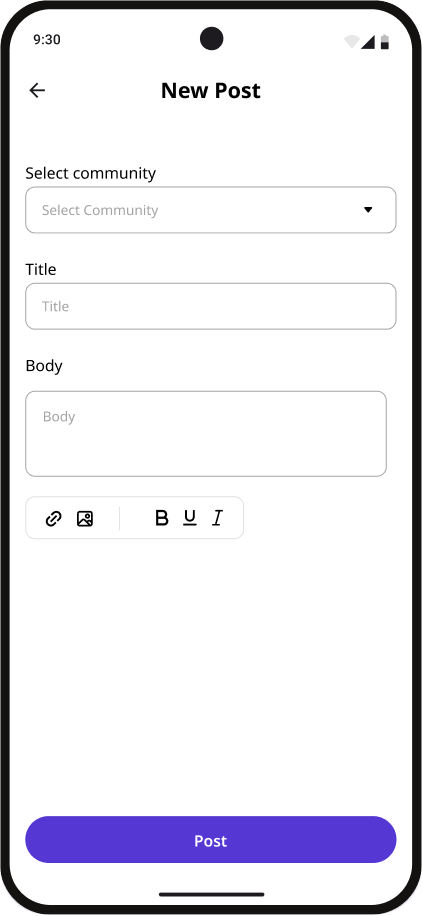 9:30
New Post
Select community
Select Community
Title
Title
Body
Body
B U I
Post